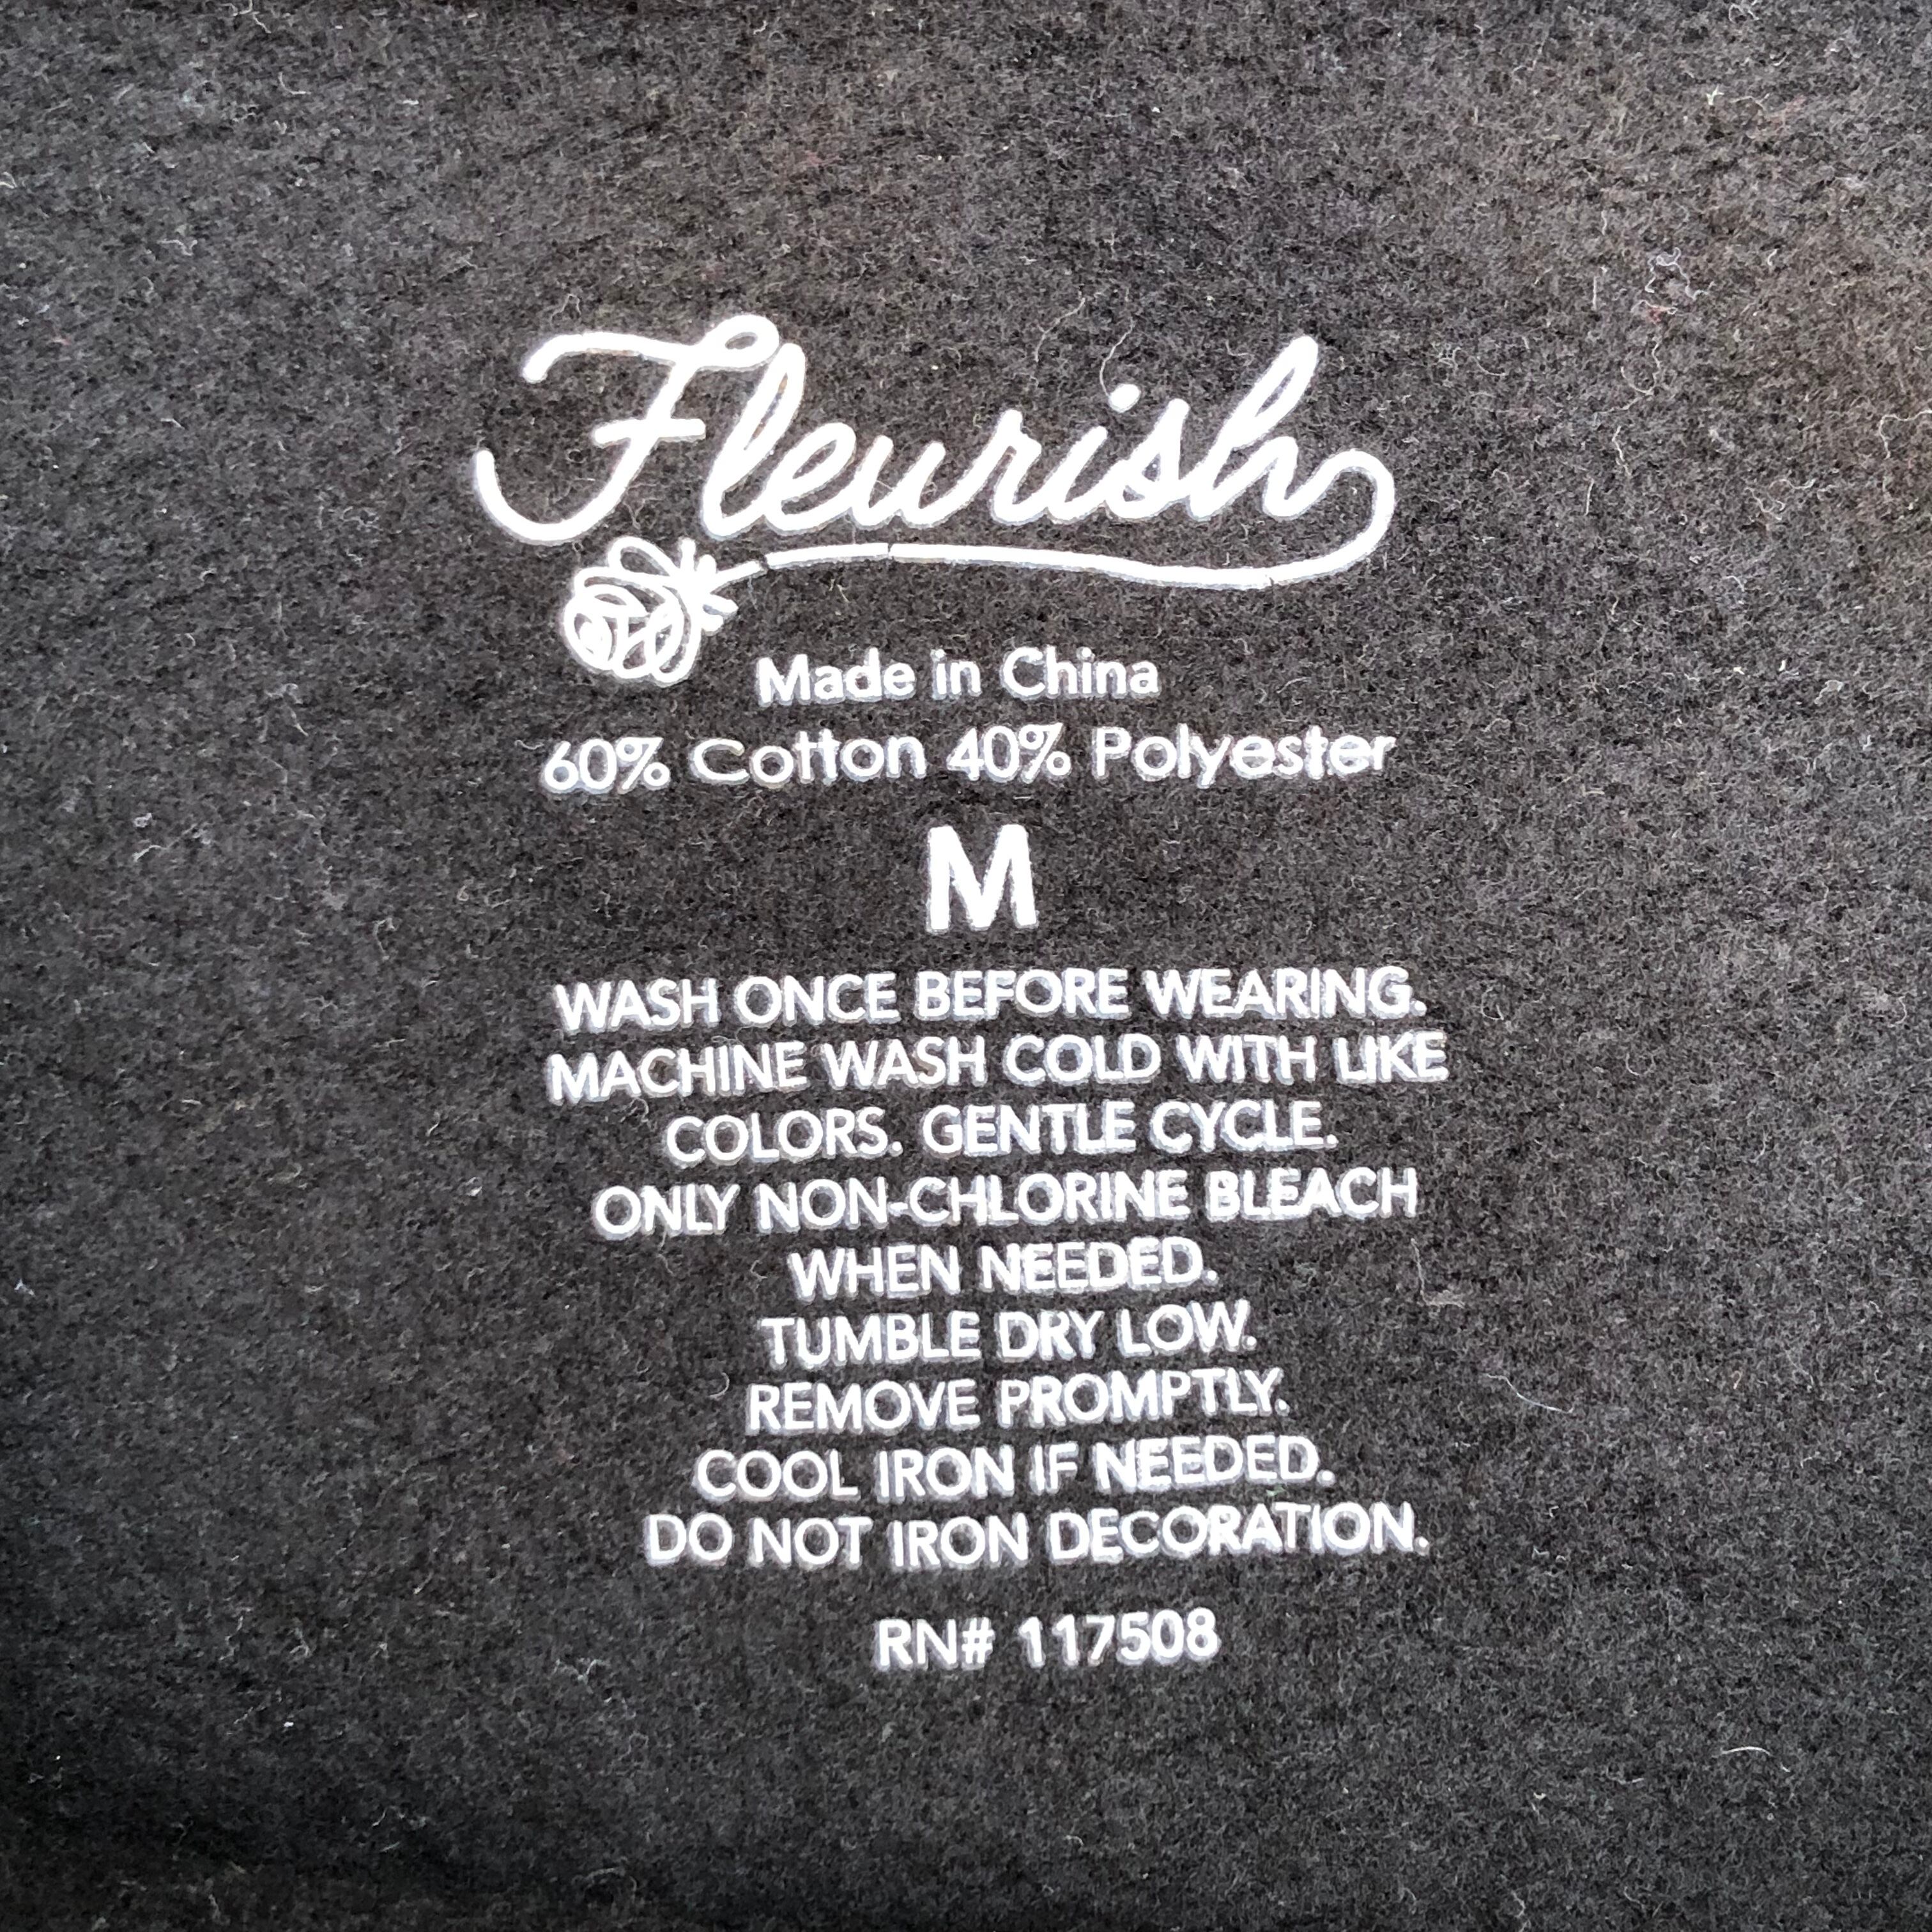 Fleurish
Made in China
60% Cotton 40% Polyester
M
WASH ONCE BEFORE WEARING.
MACHINE WASH COLD WITH LIKE
COLORS. GENTLE CYCLE.
ONLY NON-CHLORINE BLEACH
WHEN NEEDED.
TUMBLE DRY LOW.
REMOVE PROMPTLY.
COOL IRON IF NEEDED.
DO NOT IRON DECORATION.
RN# 117508